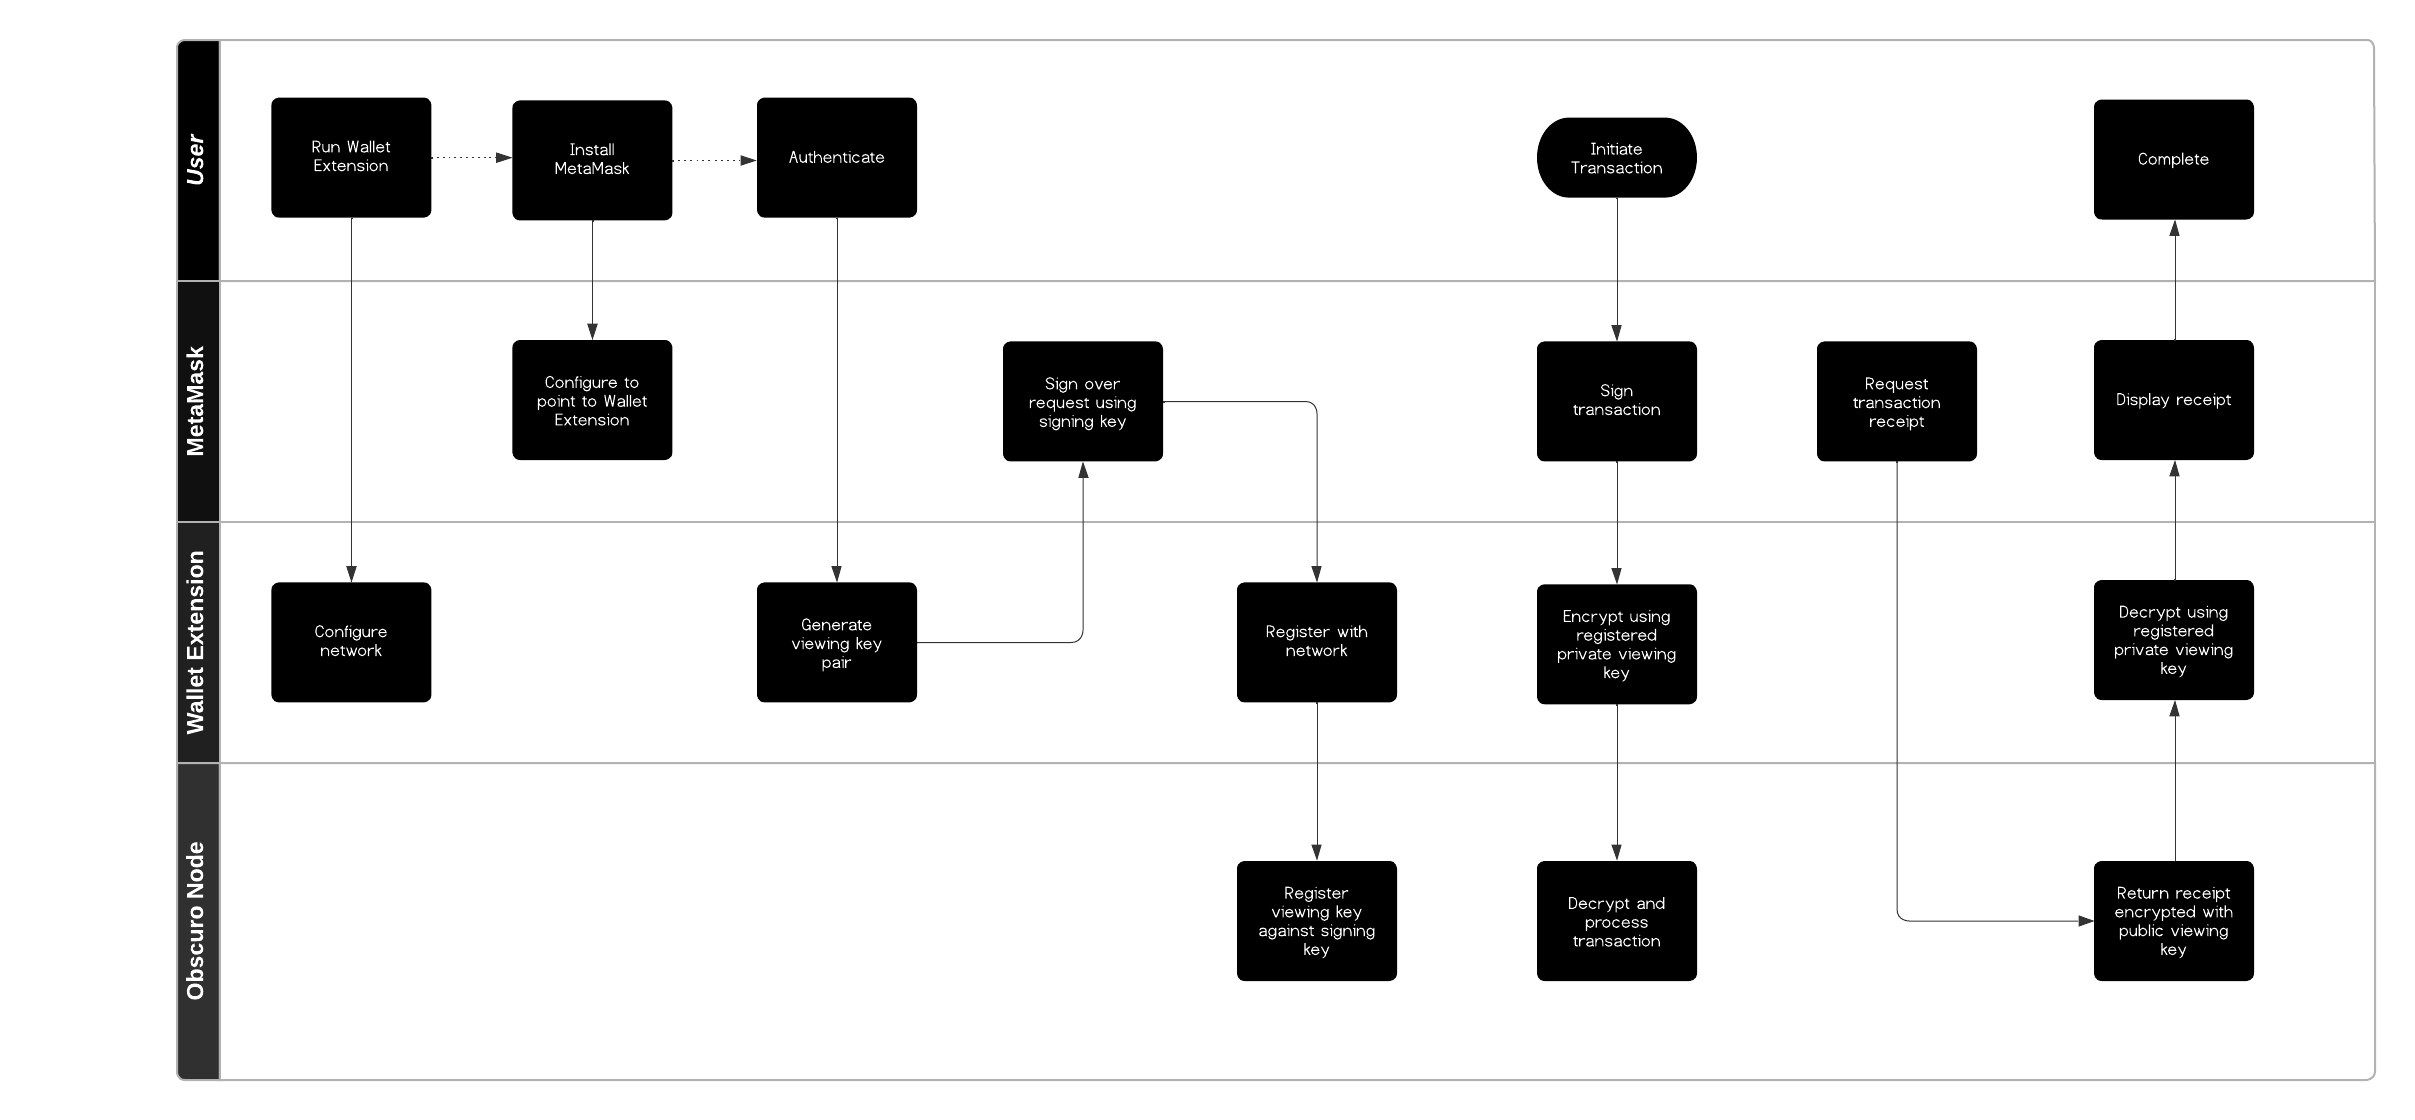 User
Run Wallet
Extension
Install
MetaMask
Authenticate
Initiate
Transaction
Complete
MetaMask
Configure to
point to Wallet
Extension
Sign over
request using
signing key
Sign
transaction
Request
transaction
receipt
Display receipt
Wallet Extension
Configure
network
Generate
viewing key
pair
Register with
network
Encrypt using
registered
private viewing
key
Decrypt using
registered
private viewing
key
Obscuro Node
Register
viewing key
against signing
key
Decrypt and
process
transaction
Return receipt
encrypted with
public viewing
key